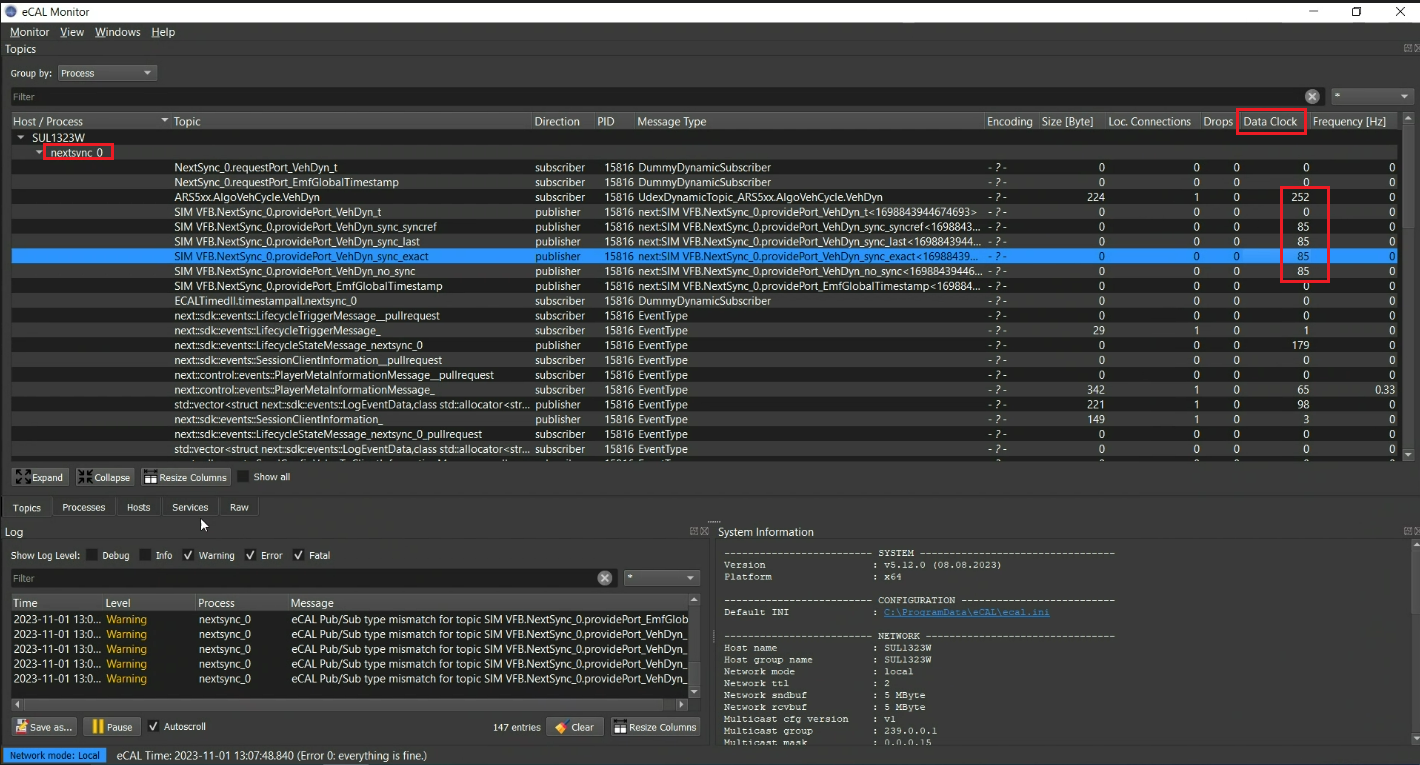 eCAL Monitor
Monitor View Windows Help
Topics
Group by: Process
Filter *
Host / Process Topic Direction PID Message Type Encoding Size [Byte] Loc. Connections Drops Data Clock Frequency [Hz]
SUL1323W
nextsync_0
NextSync_0.requestPort_VehDyn_t subscriber 15816 DummyDynamicSubscriber - ? - 0 0 0 0 0
NextSync_0.requestPort_EmfGlobalTimestamp subscriber 15816 DummyDynamicSubscriber - ? - 0 0 0 0 0
ARS5xx.AlgoVehCycle.VehDyn subscriber 15816 UdexDynamicTopic_ARS5xx.AlgoVehCycle.VehDyn - ? - 224 1 0 252 0
SIM VFB.NextSync_0.providePort_VehDyn_t publisher 15816 next:SIM VFB.NextSync_0.providePort_VehDyn_t<1698843944674693> - ? - 0 0 0 0 0
SIM VFB.NextSync_0.providePort_VehDyn_sync_syncref publisher 15816 next:SIM VFB.NextSync_0.providePort_VehDyn_sync_syncref<1698843... - ? - 0 0 0 85 0
SIM VFB.NextSync_0.providePort_VehDyn_sync_last publisher 15816 next:SIM VFB.NextSync_0.providePort_VehDyn_sync_last<1698843944... - ? - 0 0 0 85 0
SIM VFB.NextSync_0.providePort_VehDyn_sync_exact publisher 15816 next:SIM VFB.NextSync_0.providePort_VehDyn_sync_exact<16988439... - ? - 0 0 0 85 0
SIM VFB.NextSync_0.providePort_VehDyn_no_sync publisher 15816 next:SIM VFB.NextSync_0.providePort_VehDyn_no_sync<16988439446... - ? - 0 0 0 85 0
SIM VFB.NextSync_0.providePort_EmfGlobalTimestamp publisher 15816 next:SIM VFB.NextSync_0.providePort_EmfGlobalTimestamp<169884... - ? - 0 0 0 0 0
ECALTimedll.timestampall.nextsync_0 subscriber 15816 DummyDynamicSubscriber - ? - 0 0 0 0 0
next::sdk::events::LifecycleTriggerMessage__pullrequest subscriber 15816 EventType - ? - 0 0 0 0 0
next::sdk::events::LifecycleTriggerMessage_ subscriber 15816 EventType - ? - 29 1 0 1 0
next::sdk::events::LifecycleStateMessage_nextsync_0 publisher 15816 EventType - ? - 0 0 0 179 0
next::sdk::events::SessionClientInformation__pullrequest subscriber 15816 EventType - ? - 0 0 0 0 0
next::control::events::PlayerMetaInformationMessage__pullrequest subscriber 15816 EventType - ? - 0 0 0 0 0
next::control::events::PlayerMetaInformationMessage_ subscriber 15816 EventType - ? - 342 1 0 65 0.33
std::vector<struct next::sdk::events::LogEventData,class std::allocator<str... publisher 15816 EventType - ? - 221 1 0 98 0
next::sdk::events::SessionClientInformation_ publisher 15816 EventType - ? - 149 1 0 3 0
next::sdk::events::LifecycleStateMessage_nextsync_0_pullrequest subscriber 15816 EventType - ? - 0 0 0 0 0
std::vector<struct next::sdk::events::LogEventData,class std::allocator<str... subscriber 15816 EventType - ? - 0 0 0 0 0
Expand Collapse Resize Columns Show all
Topics Processes Hosts Services Raw
Log
Show Log Level: Debug Info Warning Error Fatal
Filter *
Time Level Process Message
2023-11-01 13:0... Warning nextsync_0 eCAL Pub/Sub type mismatch for topic SIM VFB.NextSync_0.providePort_EmfGlob
2023-11-01 13:0... Warning nextsync_0 eCAL Pub/Sub type mismatch for topic SIM VFB.NextSync_0.providePort_VehDyn_
2023-11-01 13:0... Warning nextsync_0 eCAL Pub/Sub type mismatch for topic SIM VFB.NextSync_0.providePort_VehDyn_
2023-11-01 13:0... Warning nextsync_0 eCAL Pub/Sub type mismatch for topic SIM VFB.NextSync_0.providePort_VehDyn_
2023-11-01 13:0... Warning nextsync_0 eCAL Pub/Sub type mismatch for topic SIM VFB.NextSync_0.providePort_VehDyn_
Save as... Pause Autoscroll 147 entries Clear Resize Columns
System Information
------------------------- SYSTEM ---------------------------------
Version : v5.12.0 (08.08.2023)
Platform : x64
------------------------- CONFIGURATION --------------------------
Default INI : C:\ProgramData\eCAL\ecal.ini
------------------------- NETWORK --------------------------------
Host name : SUL1323W
Host group name : SUL1323W
Network mode : local
Network ttl : 2
Network sndbuf : 5 MByte
Network rcvbuf : 5 MByte
Multicast cfg version : v1
Multicast group : 239.0.0.1
Multicast mask : 0.0.0.15
Network mode: Local eCAL Time: 2023-11-01 13:07:48.840 (Error 0: everything is fine.)